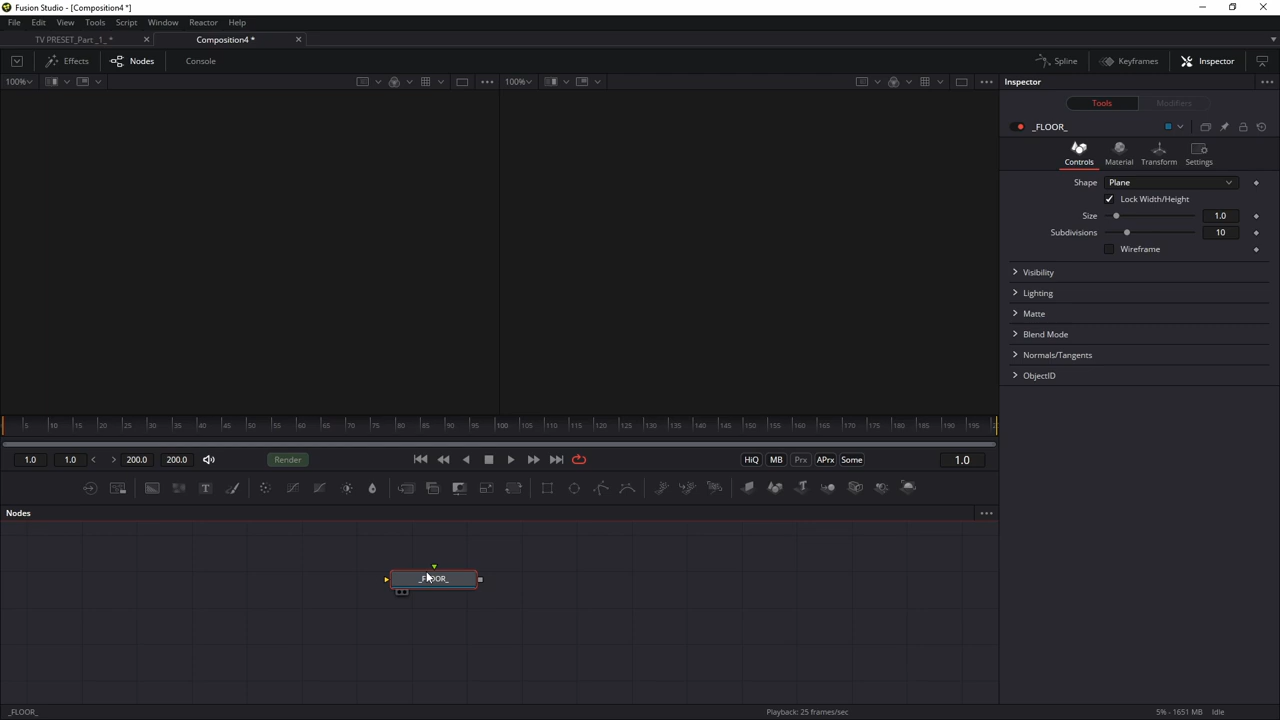 Fusion Studio - [Composition4 *]
File Edit View Tools Script Window Reactor Help
TV PRESET_Part _1_ *
Composition4 *
Effects Nodes Console
Spline Keyframes Inspector
100%
100%
Inspector
Tools Modifiers
_FLOOR_
Controls Material Transform Settings
Shape Plane
Lock Width/Height
Size 1.0
Subdivisions 10
Wireframe
Visibility
Lighting
Matte
Blend Mode
Normals/Tangents
ObjectID
5 10 15 20 25 30 35 40 45 50 55 60 65 70 75 80 85 90 95 100 105 110 115 120 125 130 135 140 145 150 155 160 165 170 175 180 185 190 195
1.0 1.0 200.0 200.0 Render HiQ MB Prx APrx Some 1.0
Nodes
_FLOOR_
_FLOOR_
Playback: 25 frames/sec
5% - 1651 MB Idle